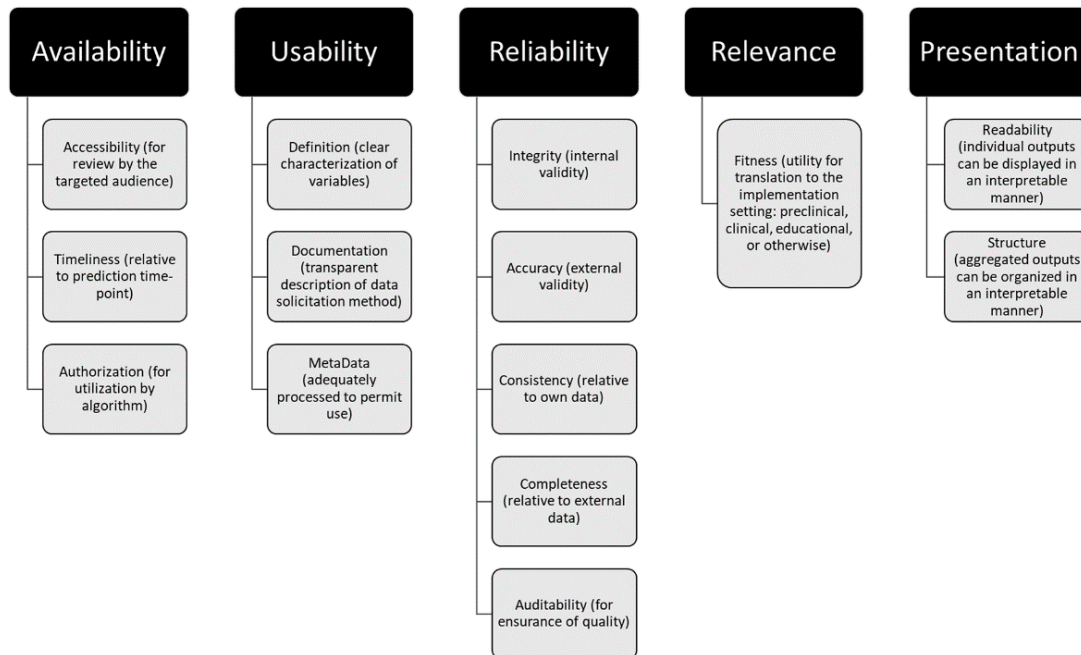 Availability
Accessibility (for
review by the
targeted audience)
Timeliness (relative
to prediction time-
point)
Authorization (for
utilization by
algorithm)
Usability
Definition (clear
characterization of
variables)
Documentation
(transparent
description of data
solicitation method)
MetaData
(adequately
processed to permit
use)
Reliability
Integrity (internal
validity)
Accuracy (external
validity)
Consistency (relative
to own data)
Completeness
(relative to external
data)
Auditability (for
ensurance of quality)
Relevance
Fitness (utility for
translation to the
implementation
setting: preclinical,
clinical, educational,
or otherwise)
Presentation
Readability
(individual outputs
can be displayed in
an interpretable
manner)
Structure
(aggregated outputs
can be organized in
an interpretable
manner)